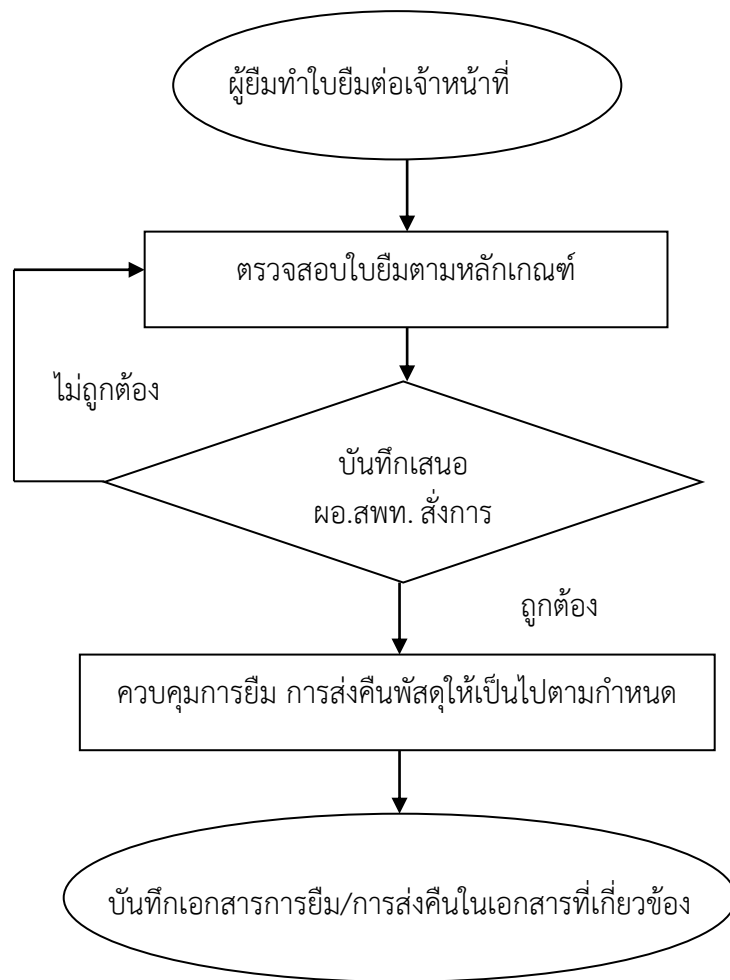 ผู้ยืมทำใบยืมต่อเจ้าหน้าที่
ตรวจสอบใบยืมตามหลักเกณฑ์
ไม่ถูกต้อง
บันทึกเสนอ
ผอ.สพท. สั่งการ
ถูกต้อง
ควบคุมการยืม การส่งคืนพัสดุให้เป็นไปตามกำหนด
บันทึกเอกสารการยืม/การส่งคืนในเอกสารที่เกี่ยวข้อง